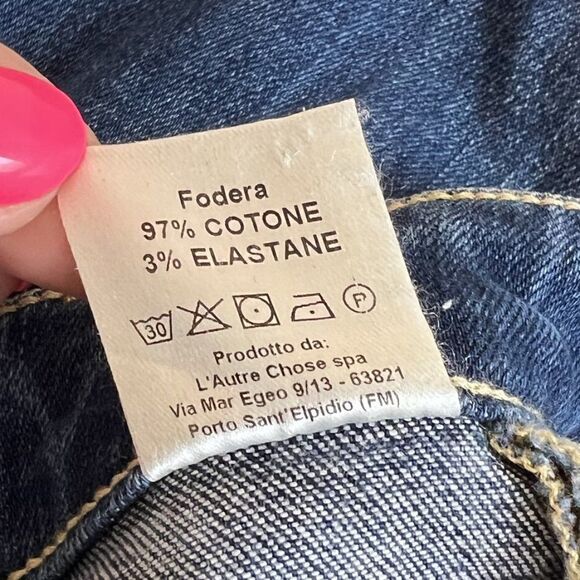 Fodera
97% COTONE
3% ELASTANE
30 P
Prodotto da:
L'Autre Chose spa
Via Mar Egeo 9/13 - 63821
Porto Sant'Elpidio (FM)